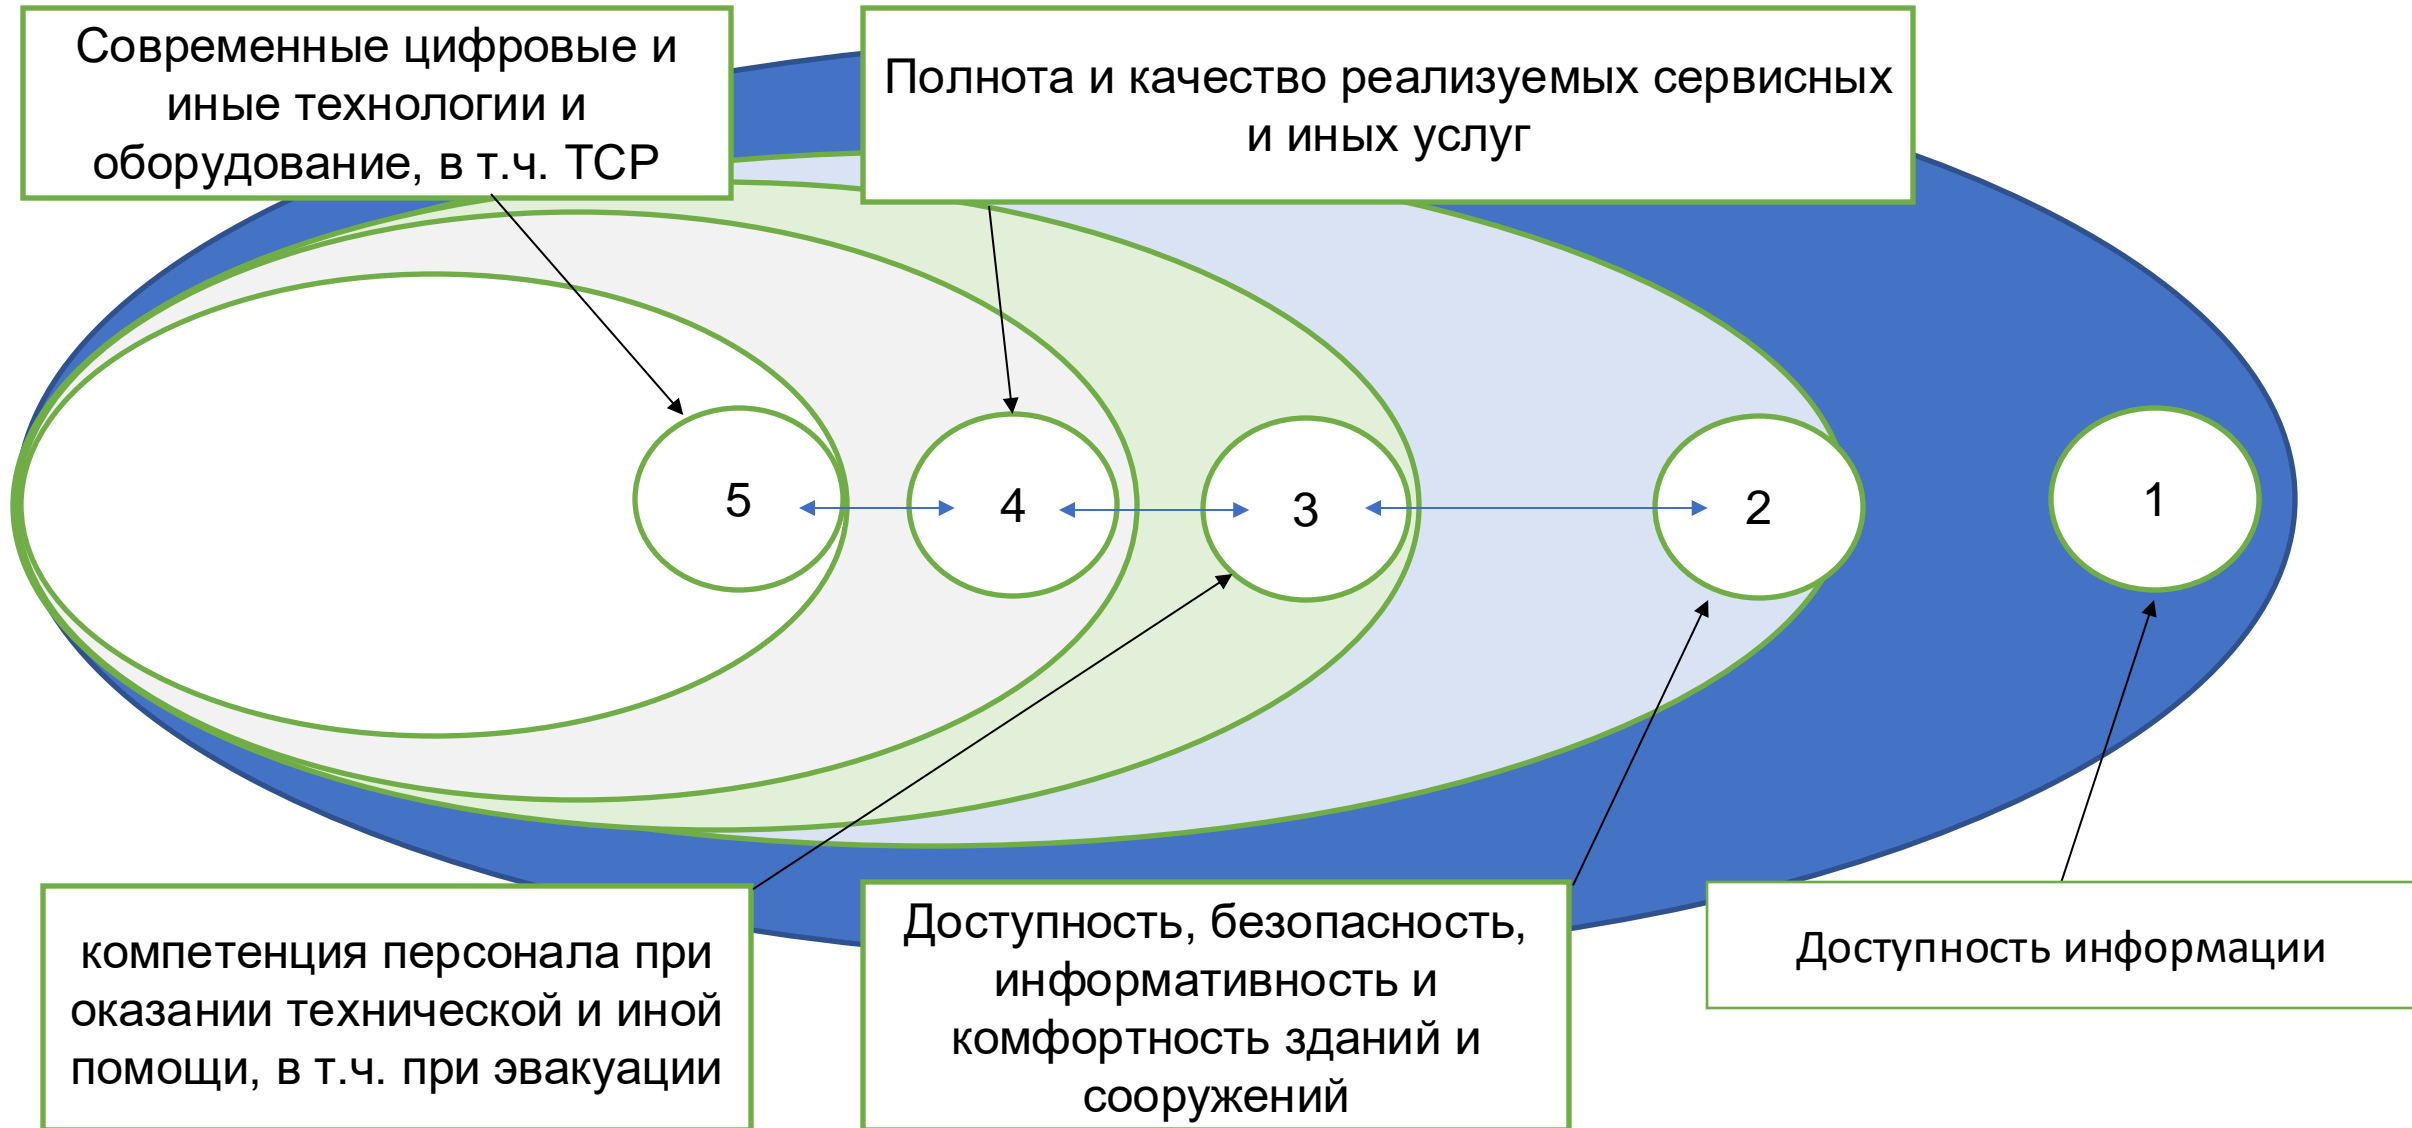 Современные цифровые и
иные технологии и
оборудование, в т.ч. ТСР
Полнота и качество реализуемых сервисных
и иных услуг
5
4
3
2
1
компетенция персонала при
оказании технической и иной
помощи, в т.ч. при эвакуации
Доступность, безопасность,
информативность и
комфортность зданий и
сооружений
Доступность информации